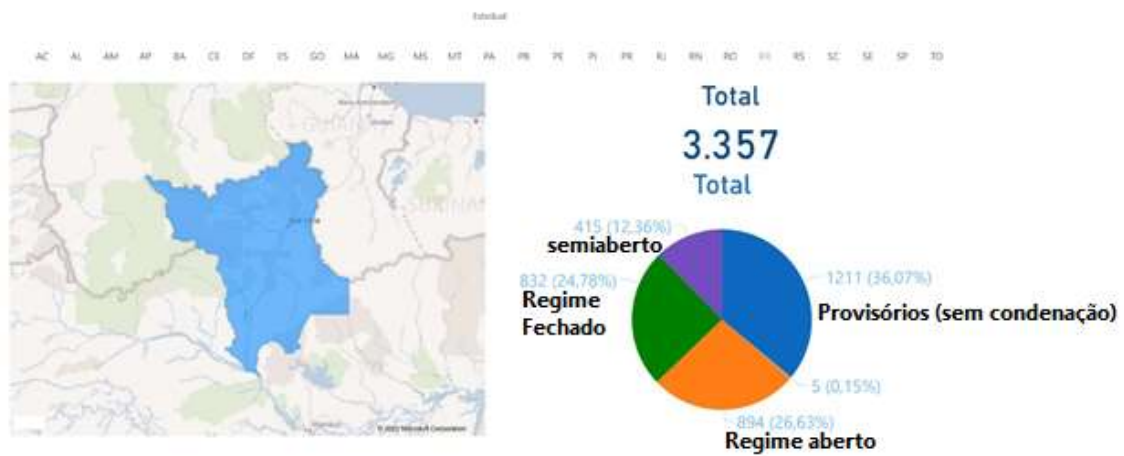 Estadual
AC AL AM AP BA CE DF ES GO MA MG MS MT PA PB PE PI PR RJ RN RO RR RS SC SE SP TO
Total
3.357
Total
415 (12,36%)
semiaberto
832 (24,78%)
Regime
Fechado
1211 (36,07%)
Provisórios (sem condenação)
5 (0,15%)
894 (26,63%)
Regime aberto